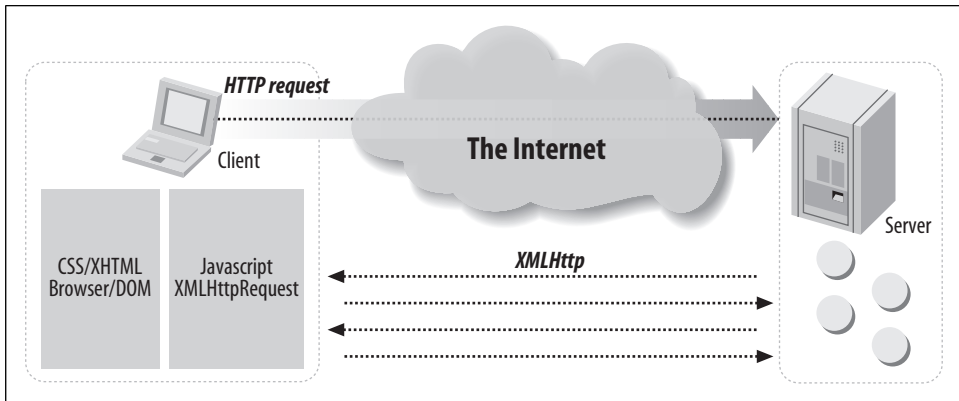 HTTP request
The Internet
Client
Server
CSS/XHTML
Browser/DOM
Javascript
XMLHttpRequest
XMLHttp